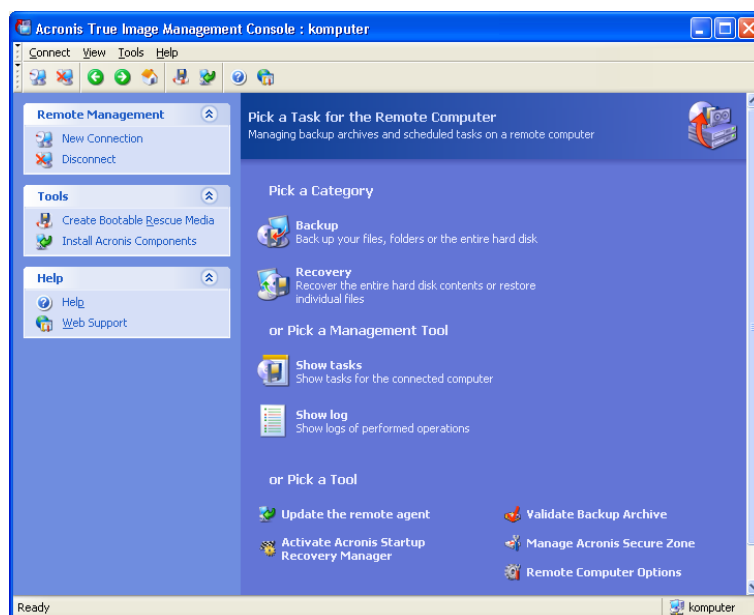 Acronis True Image Management Console : komputer
Connect View Tools Help
Remote Management
New Connection
Disconnect
Tools
Create Bootable Rescue Media
Install Acronis Components
Help
Help
Web Support
Pick a Task for the Remote Computer
Managing backup archives and scheduled tasks on a remote computer
Pick a Category
Backup
Back up your files, folders or the entire hard disk
Recovery
Recover the entire hard disk contents or restore
individual files
or Pick a Management Tool
Show tasks
Show tasks for the connected computer
Show log
Show logs of performed operations
or Pick a Tool
Update the remote agent
Activate Acronis Startup
Recovery Manager
Validate Backup Archive
Manage Acronis Secure Zone
Remote Computer Options
Ready
komputer